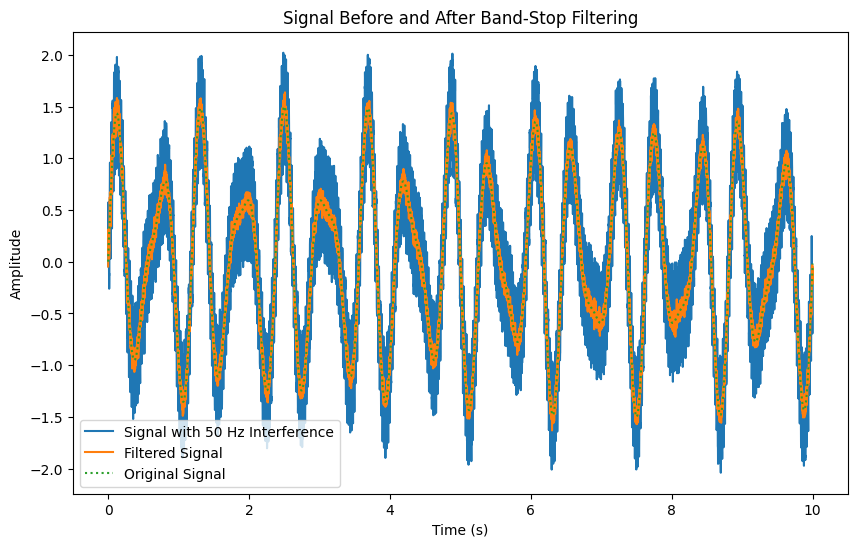 Signal Before and After Band-Stop Filtering
Amplitude
2.0
1.5
1.0
0.5
0.0
−0.5
−1.0
−1.5
−2.0
Signal with 50 Hz Interference
Filtered Signal
Original Signal
0 2 4 6 8 10
Time (s)